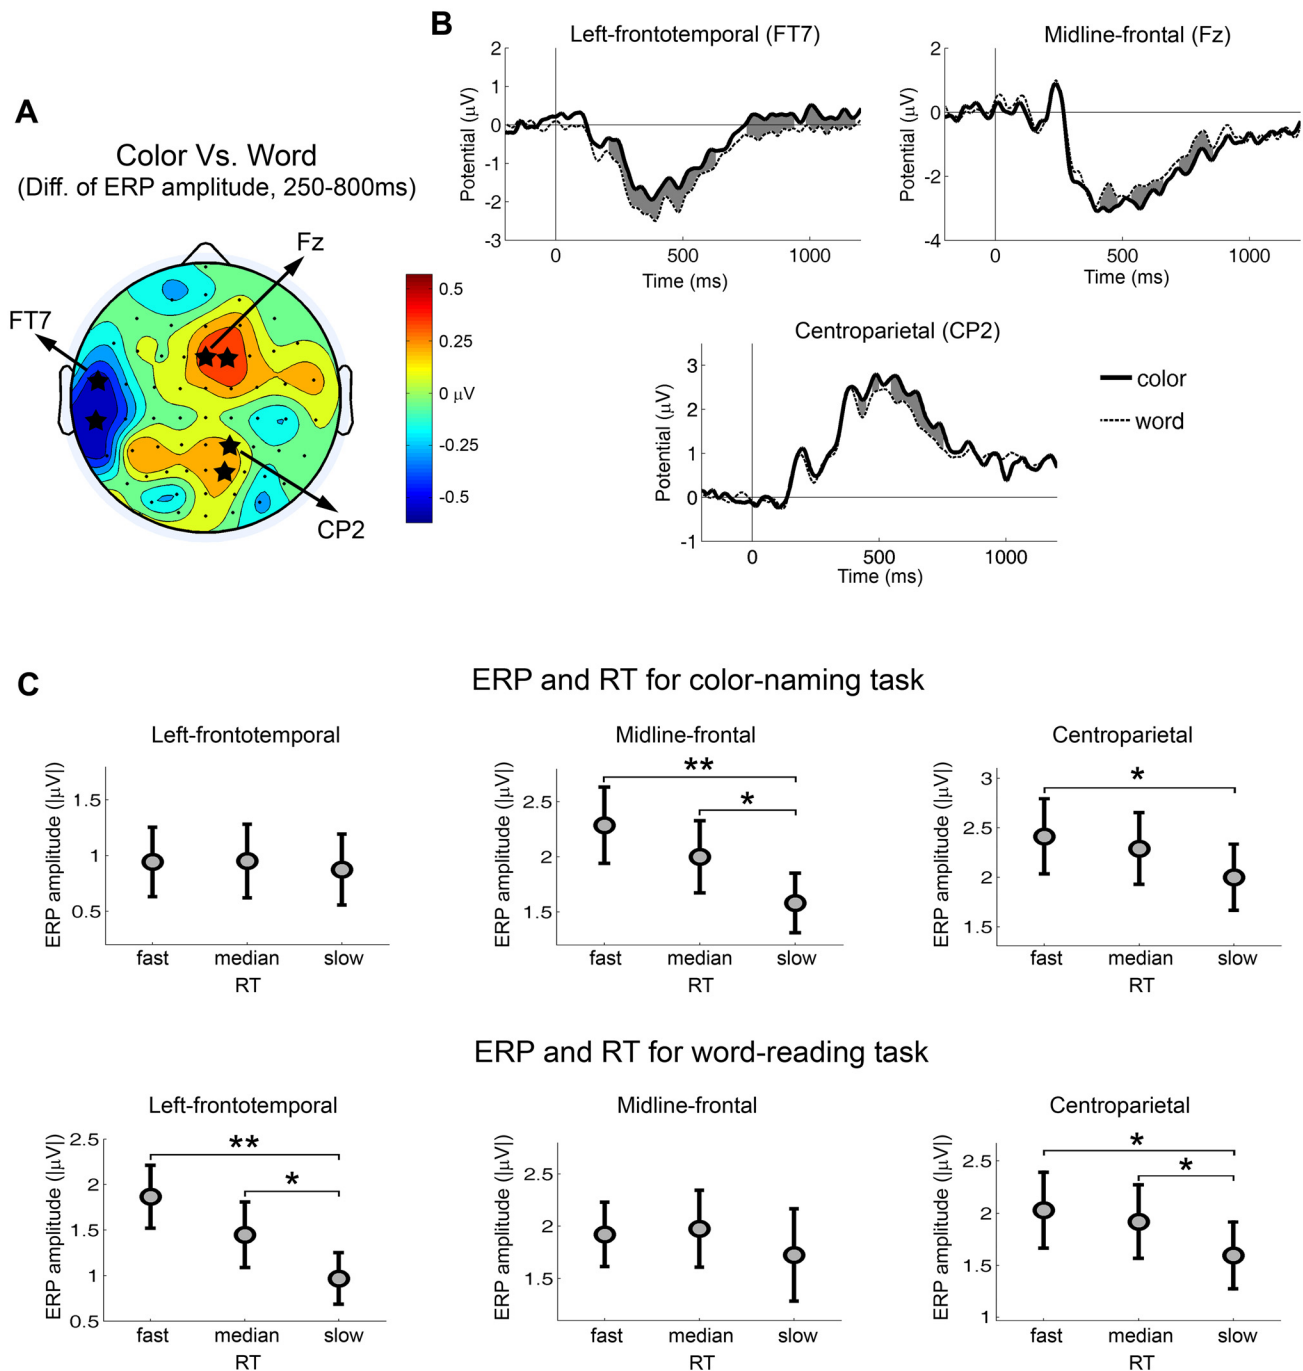 A
Color Vs. Word
(Diff. of ERP amplitude, 250-800ms)
Fz
FT7
CP2
0.5
0.25
0 μV
-0.25
-0.5
B
Left-frontotemporal (FT7)
Potential (μV)
2
1
0
-1
-2
-3
0
500
1000
Time (ms)
Midline-frontal (Fz)
Potential (μV)
2
0
-2
-4
0
500
1000
Time (ms)
Centroparietal (CP2)
Potential (μV)
3
2
1
0
-1
0
500
1000
Time (ms)
color
word
C
ERP and RT for color-naming task
Left-frontotemporal
ERP amplitude (|μV|)
1.5
1
0.5
fast median slow
RT
Midline-frontal
ERP amplitude (|μV|)
2.5
2
1.5
**
*
fast median slow
RT
Centroparietal
ERP amplitude (|μV|)
3
2.5
2
1.5
*
fast median slow
RT
ERP and RT for word-reading task
Left-frontotemporal
ERP amplitude (|μV|)
2.5
2
1.5
1
0.5
**
*
fast median slow
RT
Midline-frontal
ERP amplitude (|μV|)
2.5
2
1.5
fast median slow
RT
Centroparietal
ERP amplitude (|μV|)
2.5
2
1.5
1
*
*
fast median slow
RT